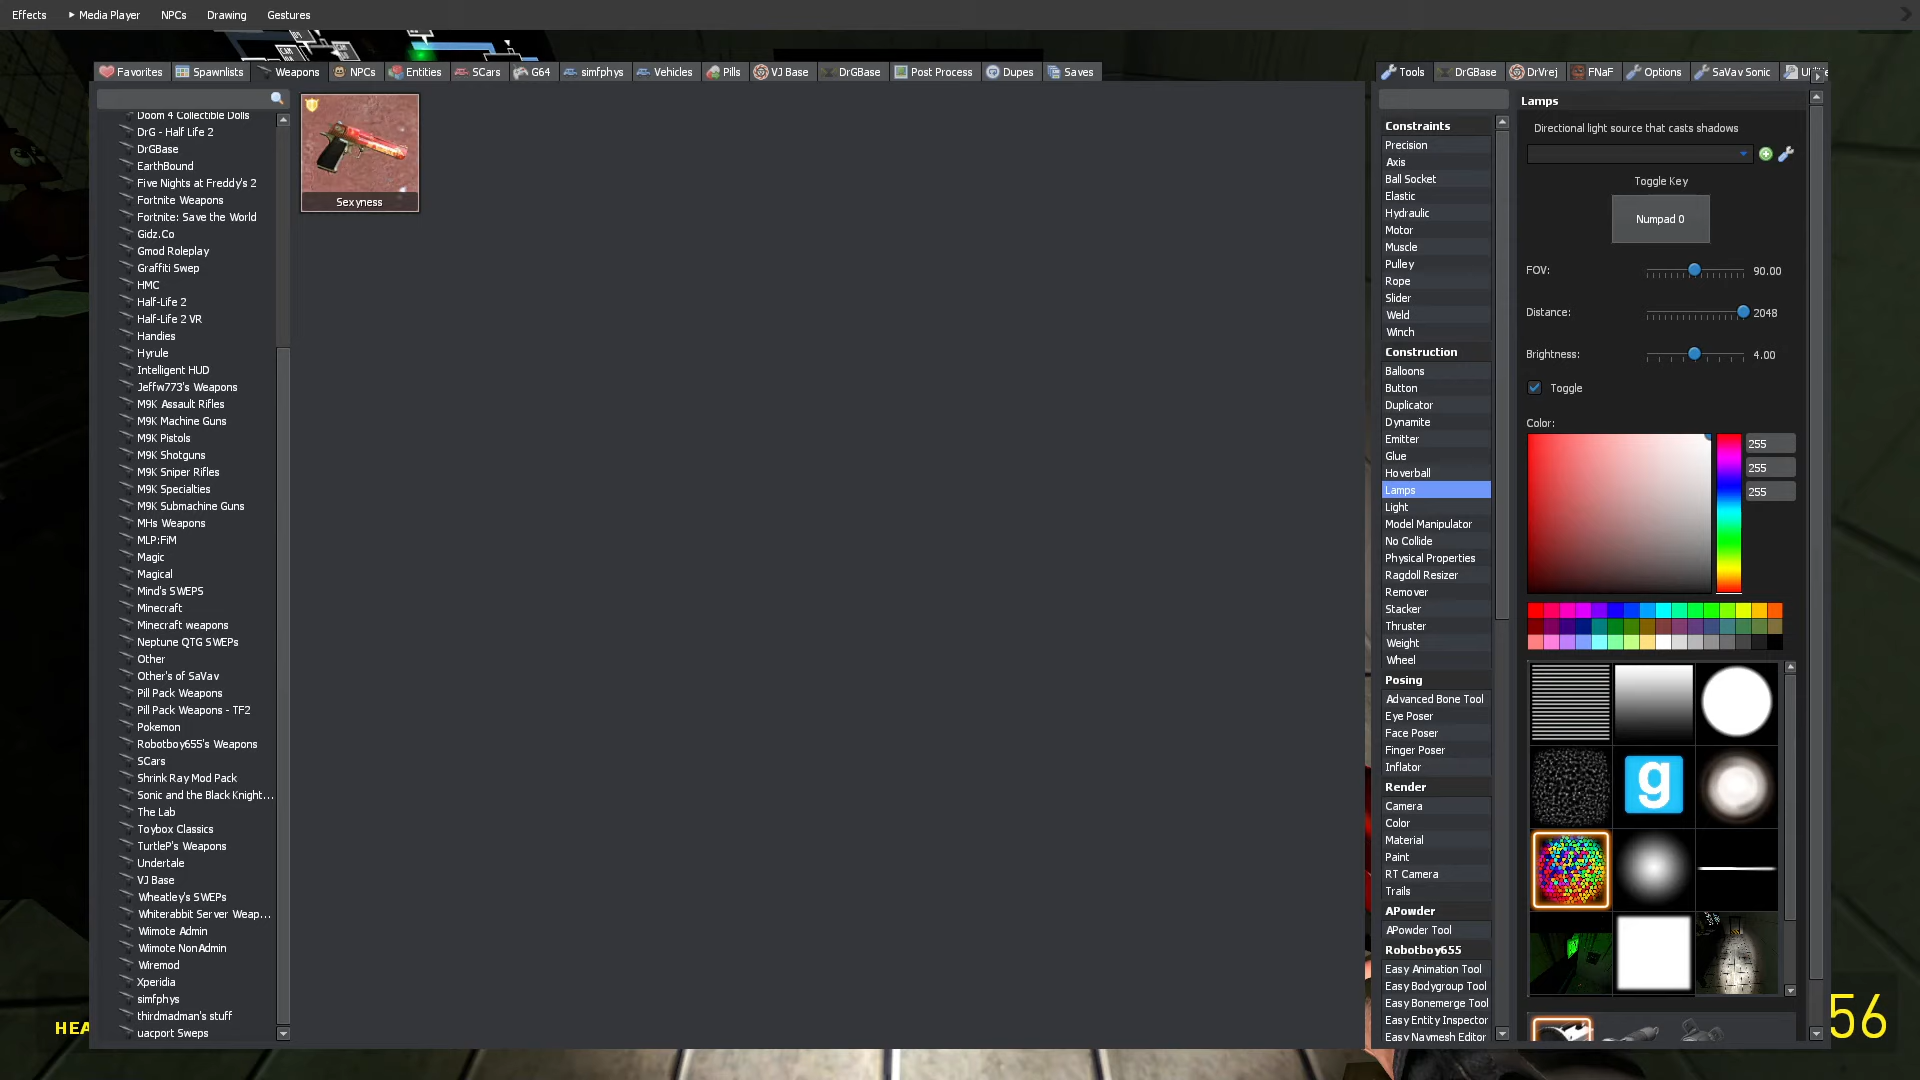 Effects
Media Player
NPCs
Drawing
Gestures
Favorites
Spawnlists
Weapons
NPCs
Entities
SCars
G64
simfphys
Vehicles
Pills
VJ Base
DrGBase
Post Process
Dupes
Saves
Doom 4 Collectible Dolls
DrG - Half Life 2
DrGBase
EarthBound
Five Nights at Freddy's 2
Fortnite Weapons
Fortnite: Save the World
Gidz.Co
Gmod Roleplay
Graffiti Swep
HMC
Half-Life 2
Half-Life 2 VR
Handies
Hyrule
Intelligent HUD
Jeffw773's Weapons
M9K Assault Rifles
M9K Machine Guns
M9K Pistols
M9K Shotguns
M9K Sniper Rifles
M9K Specialties
M9K Submachine Guns
MHs Weapons
MLP:FiM
Magic
Magical
Mind's SWEPS
Minecraft
Minecraft weapons
Neptune QTG SWEPs
Other
Other's of SaVav
Pill Pack Weapons
Pill Pack Weapons - TF2
Pokemon
Robotboy655's Weapons
SCars
Shrink Ray Mod Pack
Sonic and the Black Knight...
The Lab
Toybox Classics
TurtleP's Weapons
Undertale
VJ Base
Wheatley's SWEPs
Whiterabbit Server Weap...
Wimote Admin
Wimote NonAdmin
Wiremod
Xperidia
simfphys
thirdmadman's stuff
uacport Sweps
Sexyness
Tools
DrGBase
DrVrej
FNaF
Options
SaVav Sonic
Constraints
Precision
Axis
Ball Socket
Elastic
Hydraulic
Motor
Muscle
Pulley
Rope
Slider
Weld
Winch
Construction
Balloons
Button
Duplicator
Dynamite
Emitter
Glue
Hoverball
Lamps
Light
Model Manipulator
No Collide
Physical Properties
Ragdoll Resizer
Remover
Stacker
Thruster
Weight
Wheel
Posing
Advanced Bone Tool
Eye Poser
Face Poser
Finger Poser
Inflator
Render
Camera
Color
Material
Paint
RT Camera
Trails
APowder
APowder Tool
Robotboy655
Easy Animation Tool
Easy Bodygroup Tool
Easy Bonemerge Tool
Easy Entity Inspector
Easy Navmesh Editor
Lamps
Directional light source that casts shadows
Toggle Key
Numpad 0
FOV: 90.00
Distance: 2048
Brightness: 4.00
Toggle
Color:
255
255
255
g
HEA
56